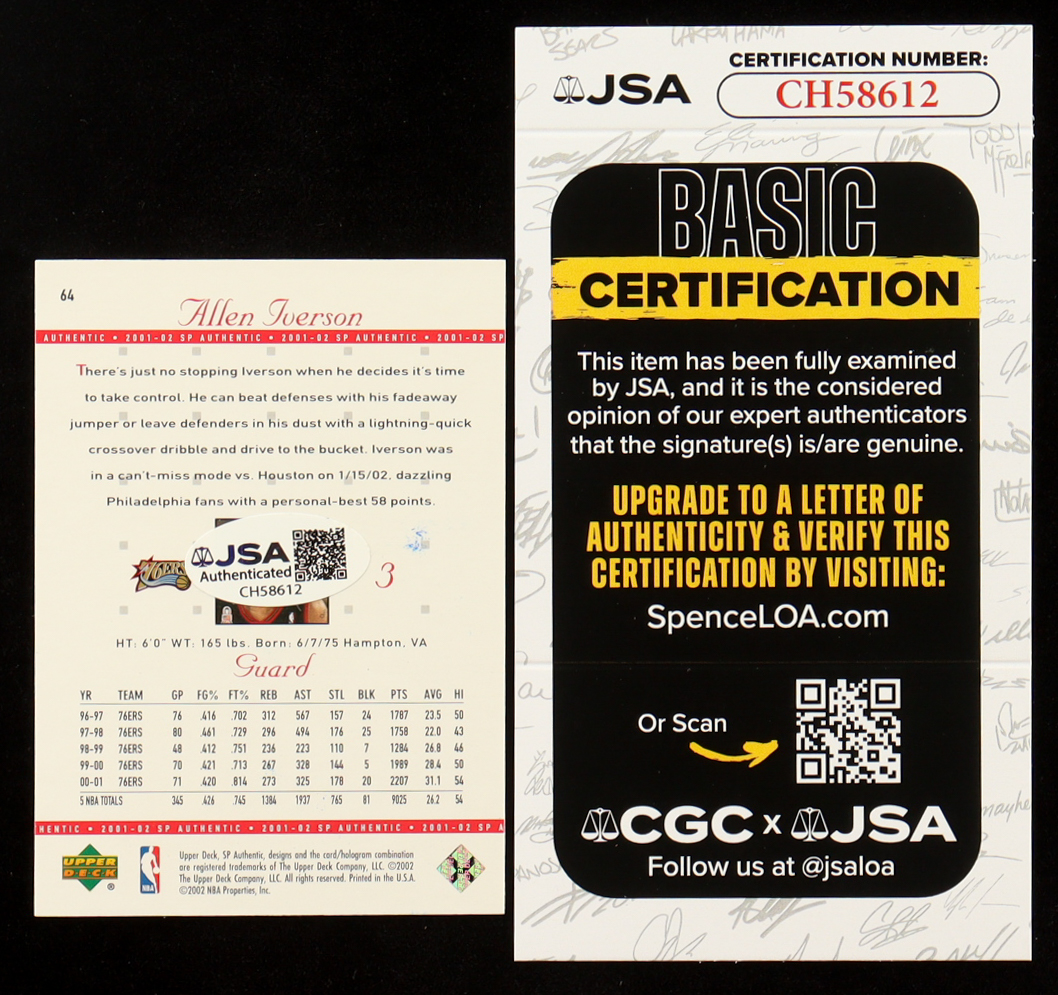 64
Allen Iverson
AUTHENTIC • 2001-02 SP AUTHENTIC • 2001-02 SP AUTHENTIC • 2001-02 SP
There's just no stopping Iverson when he decides it's time
to take control. He can beat defenses with his fadeaway
jumper or leave defenders in his dust with a lightning-quick
crossover dribble and drive to the bucket. Iverson was
in a can't-miss mode vs. Houston on 1/15/02, dazzling
Philadelphia fans with a personal-best 58 points.
76ERS
JSA
Authenticated
CH58612
3
HT: 6'0" WT: 165 lbs. Born: 6/7/75 Hampton, VA
Guard
YR TEAM GP FG% FT% REB AST STL BLK PTS AVG HI
96-97 76ERS 76 .416 .702 312 567 157 24 1787 23.5 50
97-98 76ERS 80 .461 .729 296 494 176 25 1758 22.0 43
98-99 76ERS 48 .412 .751 236 223 110 7 1284 26.8 46
99-00 76ERS 70 .421 .713 267 328 144 5 1989 28.4 50
00-01 76ERS 71 .420 .814 273 325 178 20 2207 31.1 54
5 NBA TOTALS 345 .426 .745 1384 1937 765 81 9025 26.2 54
HENTIC • 2001-02 SP AUTHENTIC • 2001-02 SP AUTHENTIC • 2001-02 SP A
UPPER
DECK
®
NBA
Upper Deck, SP Authentic, designs and the card/hologram combination
are registered trademarks of The Upper Deck Company, LLC. ©2002
The Upper Deck Company, LLC. All rights reserved. Printed in the U.S.A.
©2002 NBA Properties, Inc.
JSA
CERTIFICATION NUMBER:
CH58612
BASIC
CERTIFICATION
This item has been fully examined
by JSA, and it is the considered
opinion of our expert authenticators
that the signature(s) is/are genuine.
UPGRADE TO A LETTER OF
AUTHENTICITY & VERIFY THIS
CERTIFICATION BY VISITING:
SpenceLOA.com
Or Scan
CGC x JSA
Follow us at @jsaloa